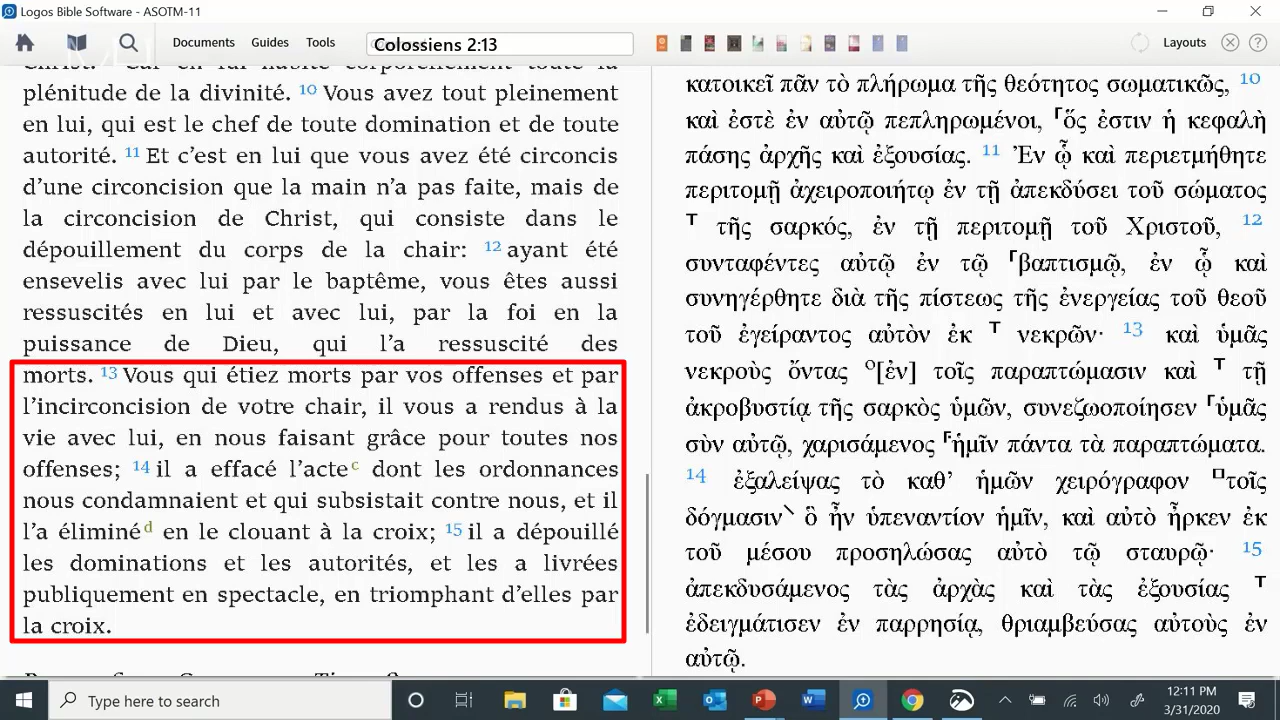 Logos Bible Software - ASOTM-11
Documents Guides Tools Colossiens 2:13 Layouts
Christ. Car en lui habite corporellement toute la
plénitude de la divinité. 10 Vous avez tout pleinement
en lui, qui est le chef de toute domination et de toute
autorité. 11 Et c’est en lui que vous avez été circoncis
d’une circoncision que la main n’a pas faite, mais de
la circoncision de Christ, qui consiste dans le
dépouillement du corps de la chair: 12 ayant été
ensevelis avec lui par le baptême, vous êtes aussi
ressuscités en lui et avec lui, par la foi en la
puissance de Dieu, qui l’a ressuscité des
morts. 13 Vous qui étiez morts par vos offenses et par
l’incirconcision de votre chair, il vous a rendus à la
vie avec lui, en nous faisant grâce pour toutes nos
offenses; 14 il a effacé l’acte c dont les ordonnances
nous condamnaient et qui subsistait contre nous, et il
l’a éliminé d en le clouant à la croix; 15 il a dépouillé
les dominations et les autorités, et les a livrées
publiquement en spectacle, en triomphant d’elles par
la croix.
κατοικεῖ πᾶν τὸ πλήρωμα τῆς θεότητος σωματικῶς, 10
καὶ ἐστὲ ἐν αὐτῷ πεπληρωμένοι, ⸀ὅς ἐστιν ἡ κεφαλὴ
πάσης ἀρχῆς καὶ ἐξουσίας. 11 Ἐν ᾧ καὶ περιετμήθητε
περιτομῇ ἀχειροποιήτῳ ἐν τῇ ἀπεκδύσει τοῦ σώματος
⸆ τῆς σαρκός, ἐν τῇ περιτομῇ τοῦ Χριστοῦ, 12
συνταφέντες αὐτῷ ἐν τῷ ⸀βαπτισμῷ, ἐν ᾧ καὶ
συνηγέρθητε διὰ τῆς πίστεως τῆς ἐνεργείας τοῦ θεοῦ
τοῦ ἐγείραντος αὐτὸν ἐκ ⸆ νεκρῶν· 13 καὶ ὑμᾶς
νεκροὺς ὄντας ⸋[ἐν] τοῖς παραπτώμασιν καὶ ⸆ τῇ
ἀκροβυστίᾳ τῆς σαρκὸς ὑμῶν, συνεζωοποίησεν ⸀ὑμᾶς
σὺν αὐτῷ, χαρισάμενος ⸀ἡμῖν πάντα τὰ παραπτώματα.
14 ἐξαλείψας τὸ καθ’ ἡμῶν χειρόγραφον ⸋τοῖς
δόγμασιν⸌ ὃ ἦν ὑπεναντίον ἡμῖν, καὶ αὐτὸ ἦρκεν ἐκ
τοῦ μέσου προσηλώσας αὐτὸ τῷ σταυρῷ· 15
ἀπεκδυσάμενος τὰς ἀρχὰς καὶ τὰς ἐξουσίας ⸆
ἐδειγμάτισεν ἐν παρρησίᾳ, θριαμβεύσας αὐτοὺς ἐν
αὐτῷ.
Type here to search
12:11 PM
3/31/2020